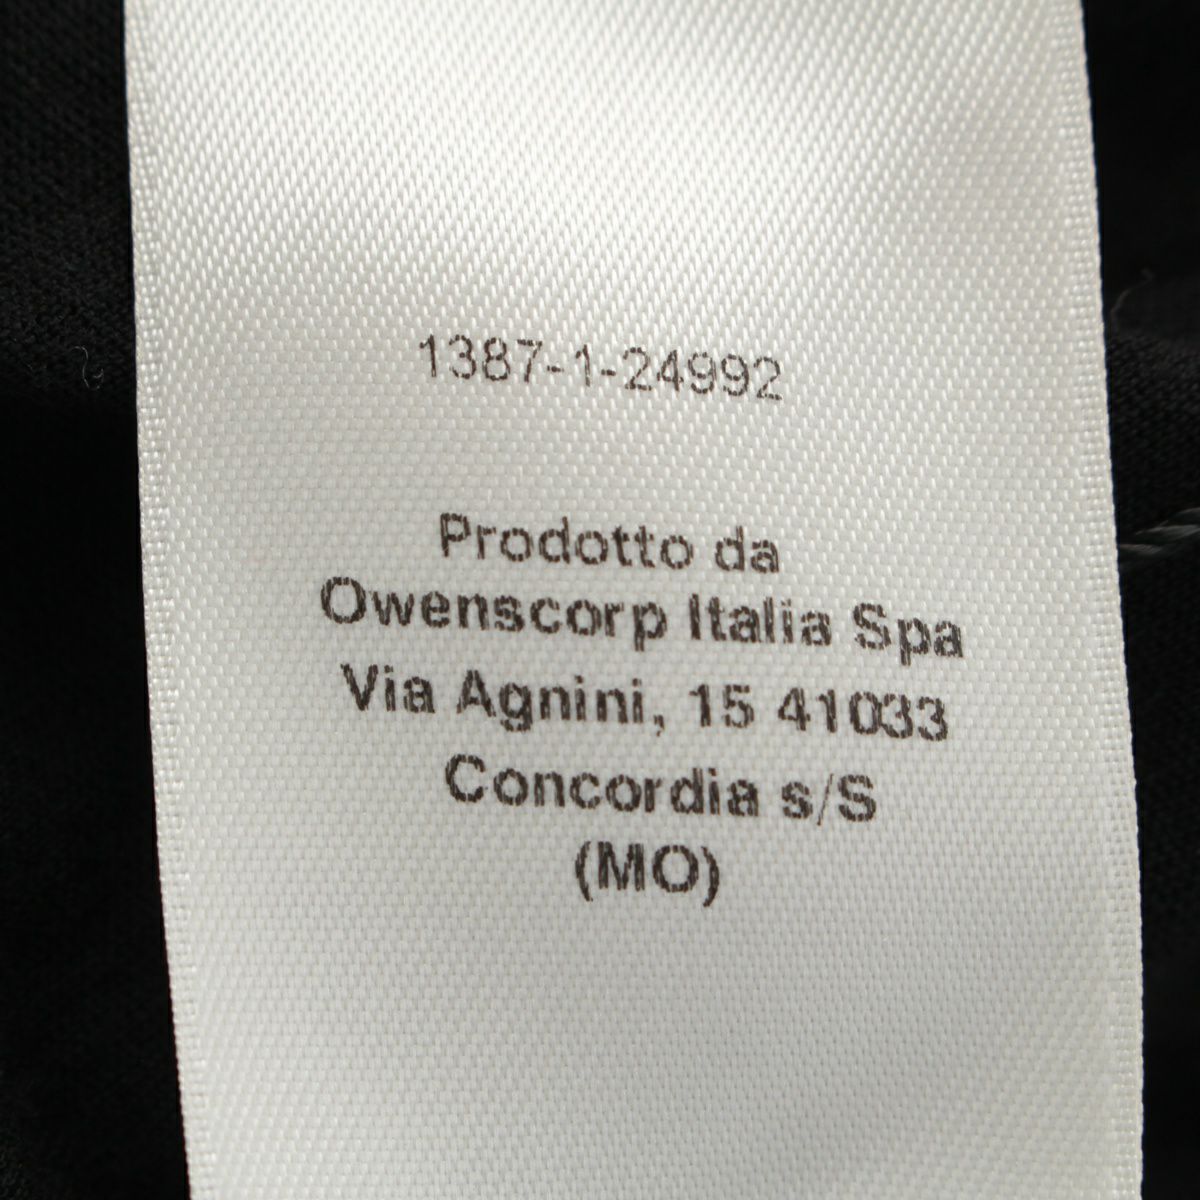 1387-1-24992
Prodotto da
Owenscorp Italia Spa
Via Agnini, 15 41033
Concordia s/S
(MO)